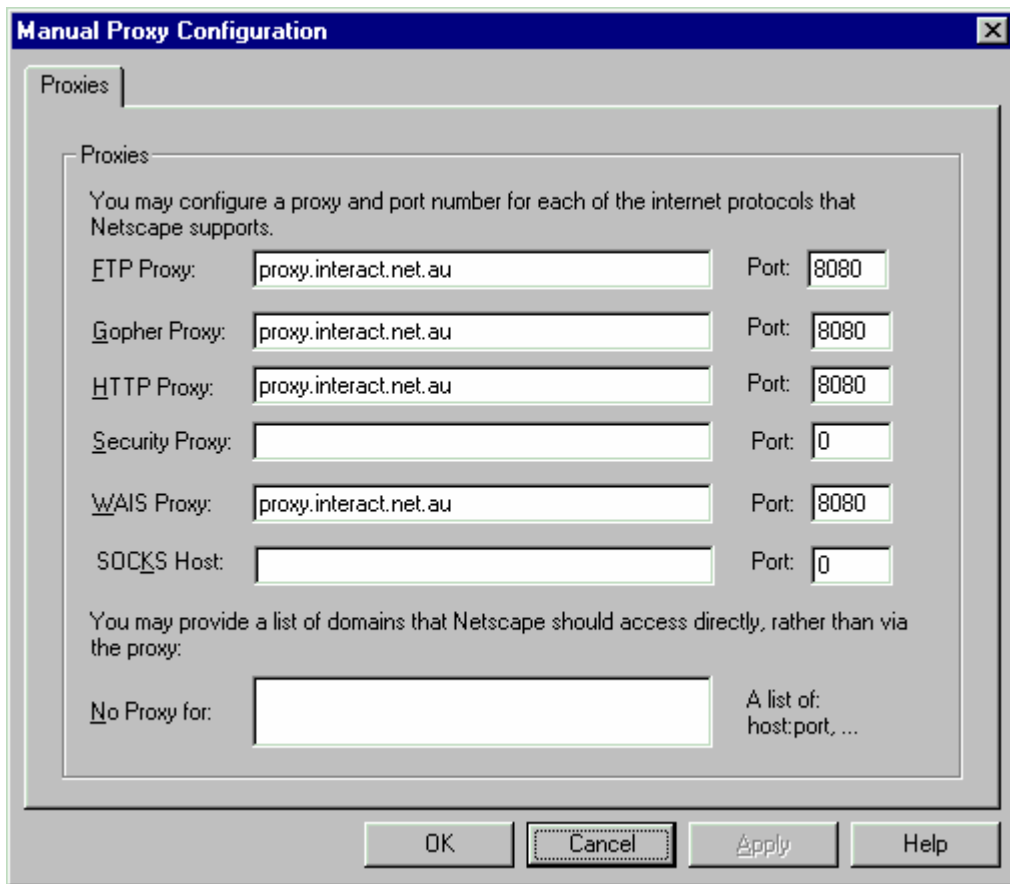 Manual Proxy Configuration
Proxies
Proxies
You may configure a proxy and port number for each of the internet protocols that
Netscape supports.
FTP Proxy: proxy.interact.net.au Port: 8080
Gopher Proxy: proxy.interact.net.au Port: 8080
HTTP Proxy: proxy.interact.net.au Port: 8080
Security Proxy: Port: 0
WAIS Proxy: proxy.interact.net.au Port: 8080
SOCKS Host: Port: 0
You may provide a list of domains that Netscape should access directly, rather than via
the proxy:
No Proxy for: A list of:
host:port, ...
OK Cancel Apply Help